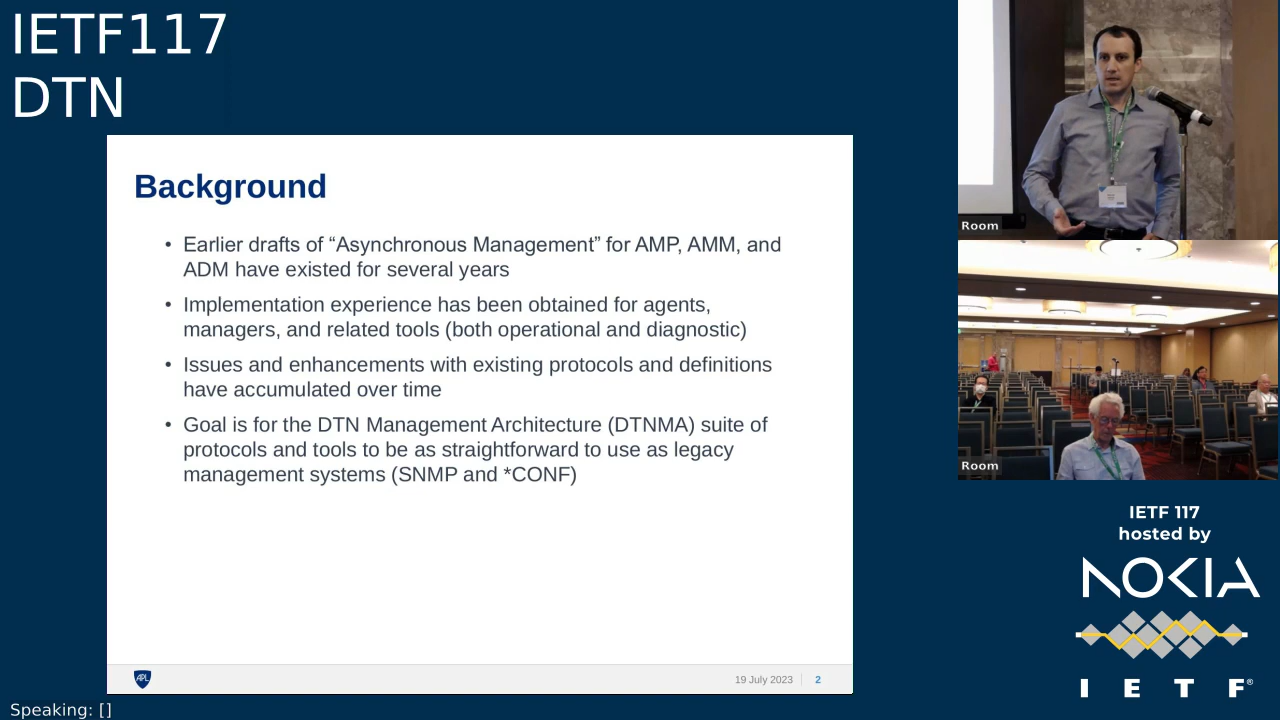 IETF117
DTN
Background
• Earlier drafts of “Asynchronous Management” for AMP, AMM, and
ADM have existed for several years
• Implementation experience has been obtained for agents,
managers, and related tools (both operational and diagnostic)
• Issues and enhancements with existing protocols and definitions
have accumulated over time
• Goal is for the DTN Management Architecture (DTNMA) suite of
protocols and tools to be as straightforward to use as legacy
management systems (SNMP and *CONF)
APL
19 July 2023
2
Room
Room
IETF 117
hosted by
NOKIA
I E T F®
Speaking: []